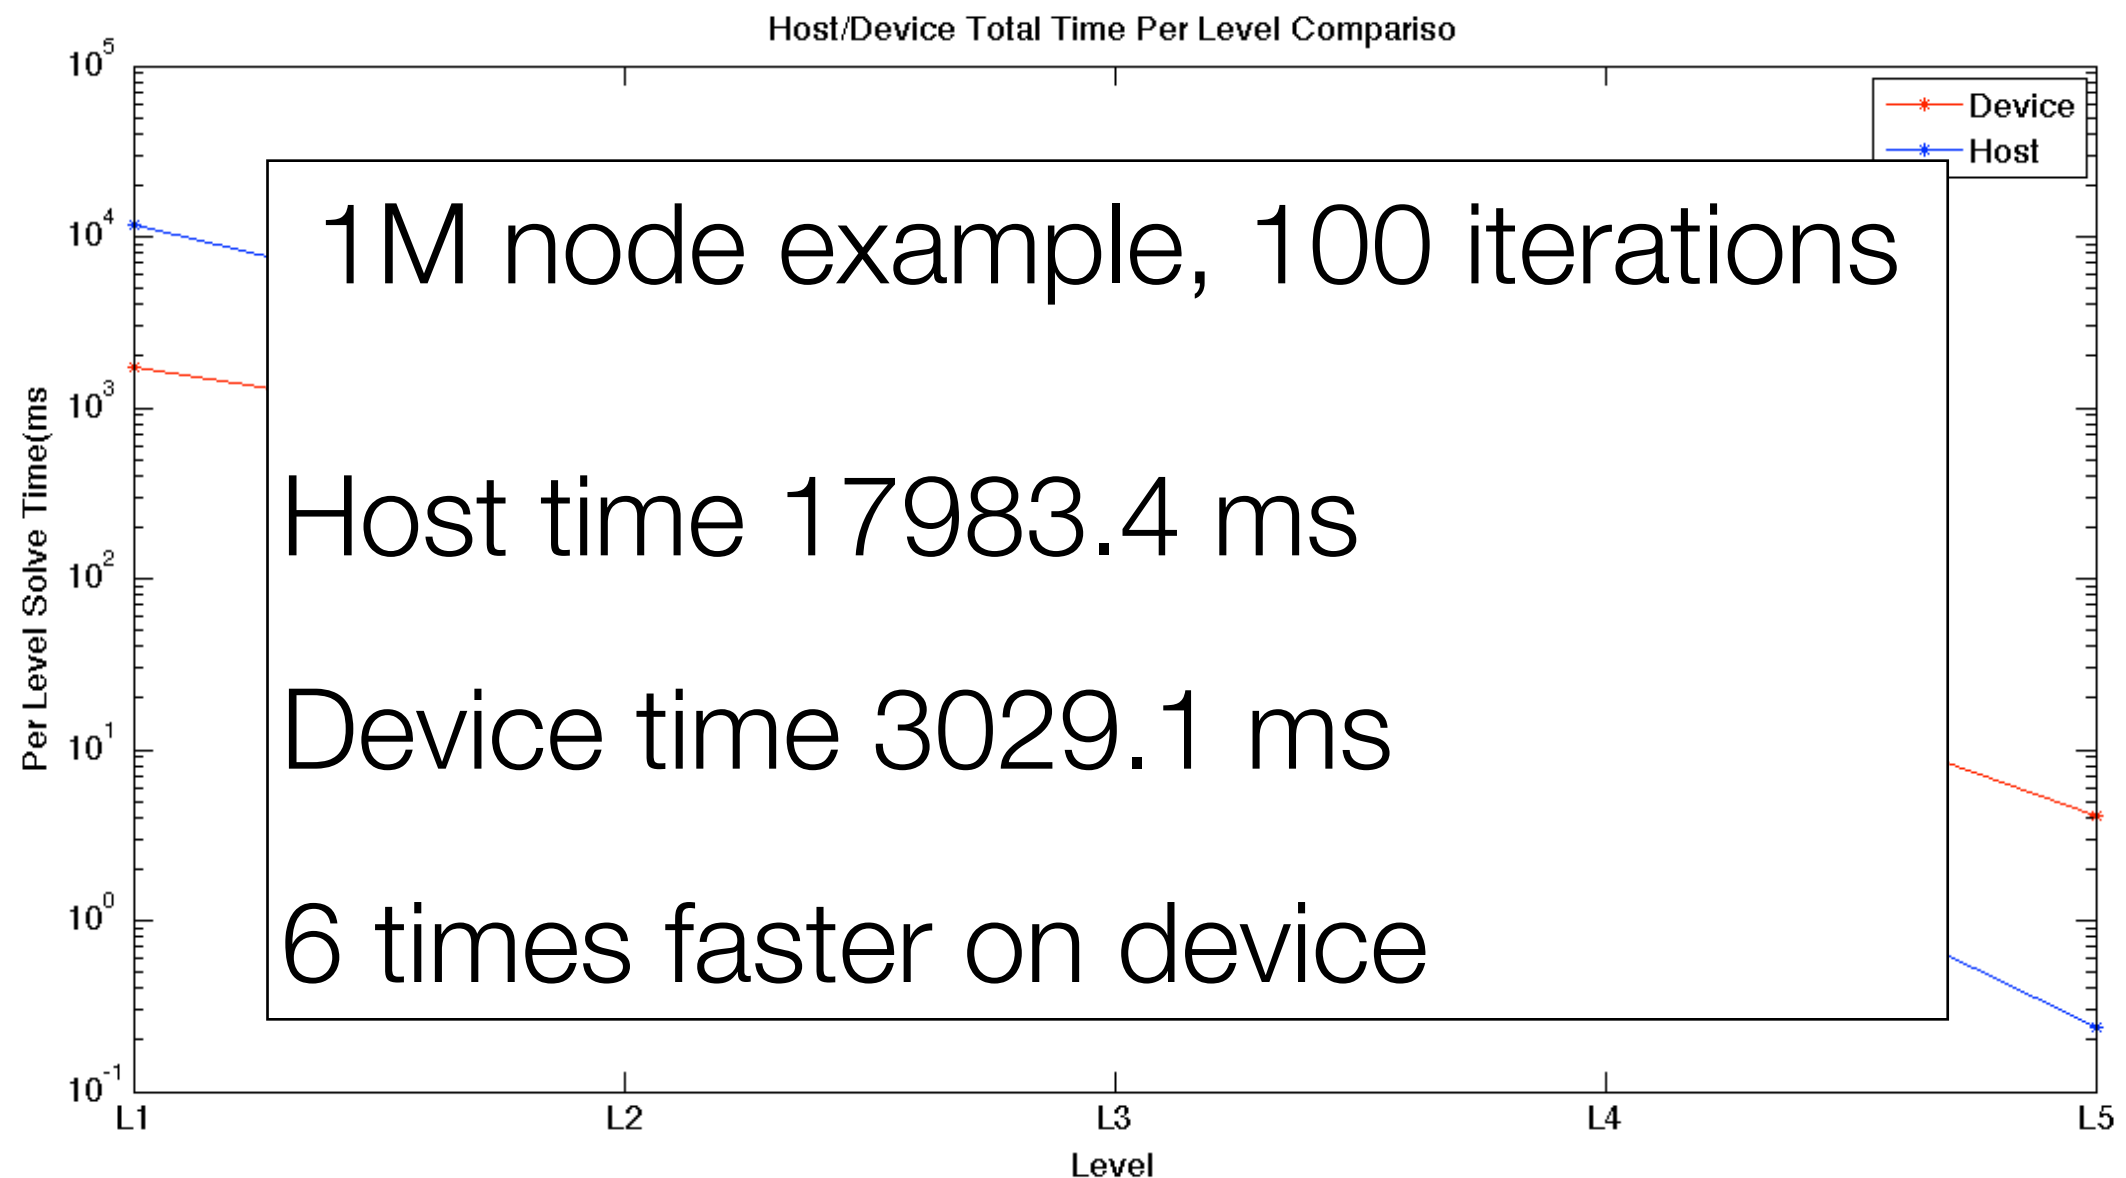 Host/Device Total Time Per Level Compariso
10^5
10^4
10^3
10^2
10^1
10^0
10^-1
Per Level Solve Time(ms
Device
Host
1M node example, 100 iterations
Host time 17983.4 ms
Device time 3029.1 ms
6 times faster on device
L1 L2 L3 L4 L5
Level